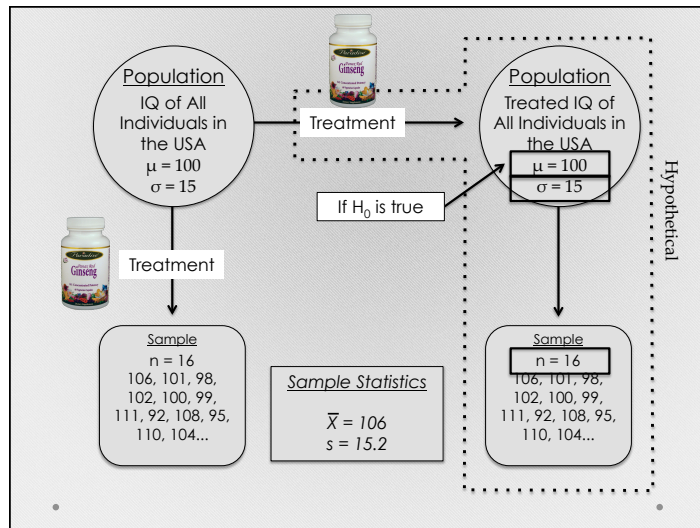 Population
IQ of All
Individuals in
the USA
μ = 100
σ = 15
Paradise
Ginseng
Treatment
Population
Treated IQ of
All Individuals in
the USA
μ = 100
σ = 15
If H₀ is true
Hypothetical
Paradise
Ginseng
Treatment
Sample
n = 16
106, 101, 98,
102, 100, 99,
111, 92, 108, 95,
110, 104...
Sample Statistics
X̅ = 106
s = 15.2
Sample
n = 16
106, 101, 98,
102, 100, 99,
111, 92, 108, 95,
110, 104...